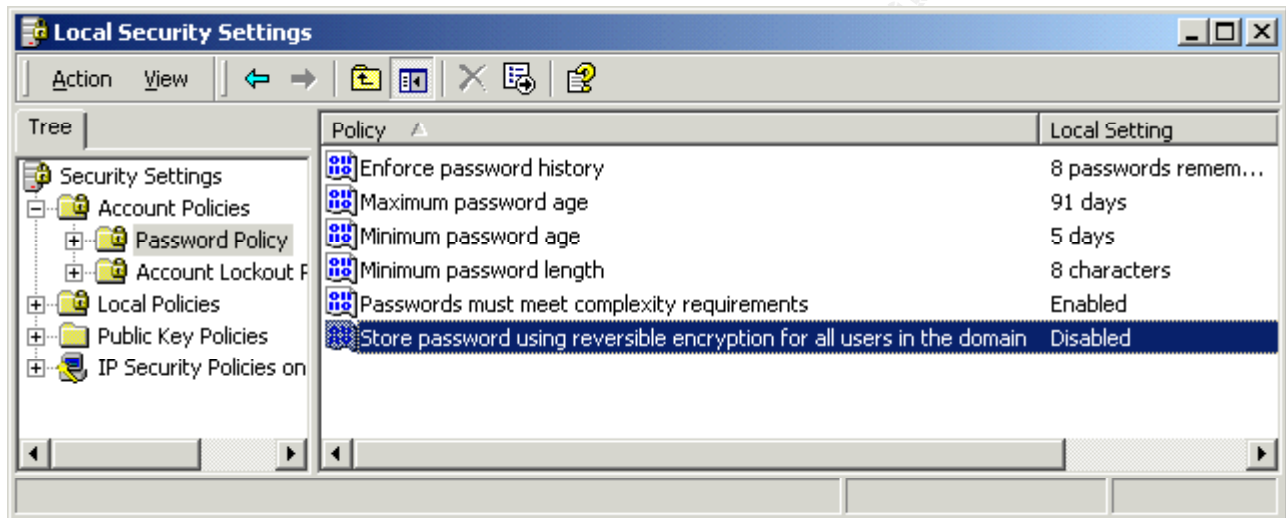 Local Security Settings
Action View
Tree
Policy Local Setting
Security Settings
Account Policies
Password Policy
Account Lockout P
Local Policies
Public Key Policies
IP Security Policies on
Enforce password history 8 passwords remem...
Maximum password age 91 days
Minimum password age 5 days
Minimum password length 8 characters
Passwords must meet complexity requirements Enabled
Store password using reversible encryption for all users in the domain Disabled